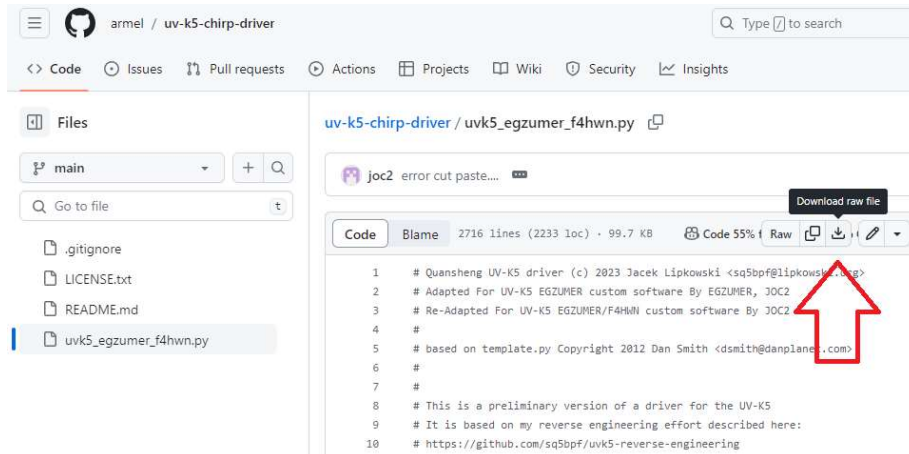 armel / uv-k5-chirp-driver
Type / to search
<> Code Issues Pull requests Actions Projects Wiki Security Insights
Files
main
Go to file t
.gitignore
LICENSE.txt
README.md
uvk5_egzumer_f4hwn.py
uv-k5-chirp-driver / uvk5_egzumer_f4hwn.py
joc2 error cut paste....
Download raw file
Code Blame 2716 lines (2233 loc) · 99.7 KB Code 55% Raw
1 # Quansheng UV-K5 driver (c) 2023 Jacek Lipkowski <sq5bpf@lipkowski.org>
2 # Adapted For UV-K5 EGZUMER custom software By EGZUMER, JOC2
3 # Re-Adapted For UV-K5 EGZUMER/F4HWN custom software By JOC2
4 #
5 # based on template.py Copyright 2012 Dan Smith <dsmith@danplanet.com>
6 #
7 #
8 # This is a preliminary version of a driver for the UV-K5
9 # It is based on my reverse engineering effort described here:
10 # https://github.com/sq5bpf/uvk5-reverse-engineering